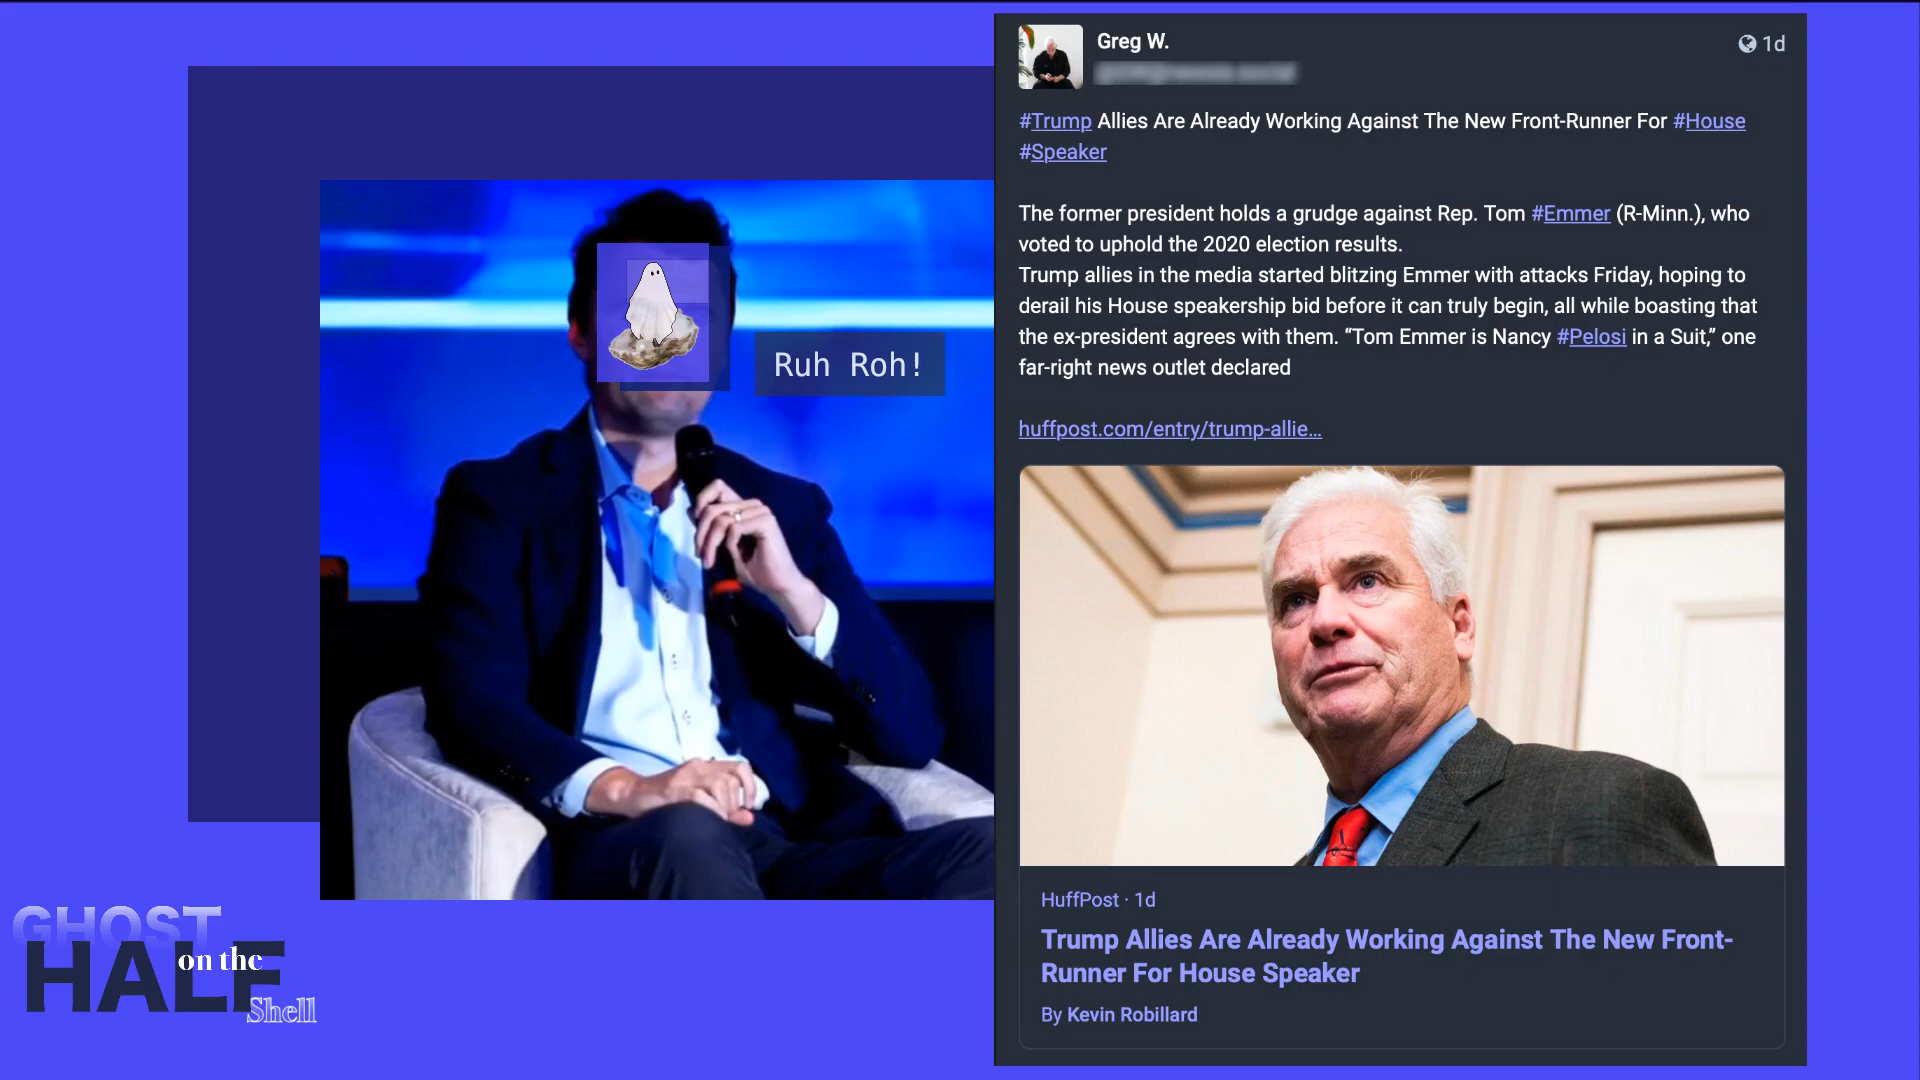 Greg W.
1d
#Trump Allies Are Already Working Against The New Front-Runner For #House
#Speaker
The former president holds a grudge against Rep. Tom #Emmer (R-Minn.), who
voted to uphold the 2020 election results.
Trump allies in the media started blitzing Emmer with attacks Friday, hoping to
derail his House speakership bid before it can truly begin, all while boasting that
the ex-president agrees with them. “Tom Emmer is Nancy #Pelosi in a Suit,” one
far-right news outlet declared
huffpost.com/entry/trump-allie…
HuffPost · 1d
Trump Allies Are Already Working Against The New Front-
Runner For House Speaker
By Kevin Robillard
Ruh Roh!
GHOST
HALF
on the
Shell